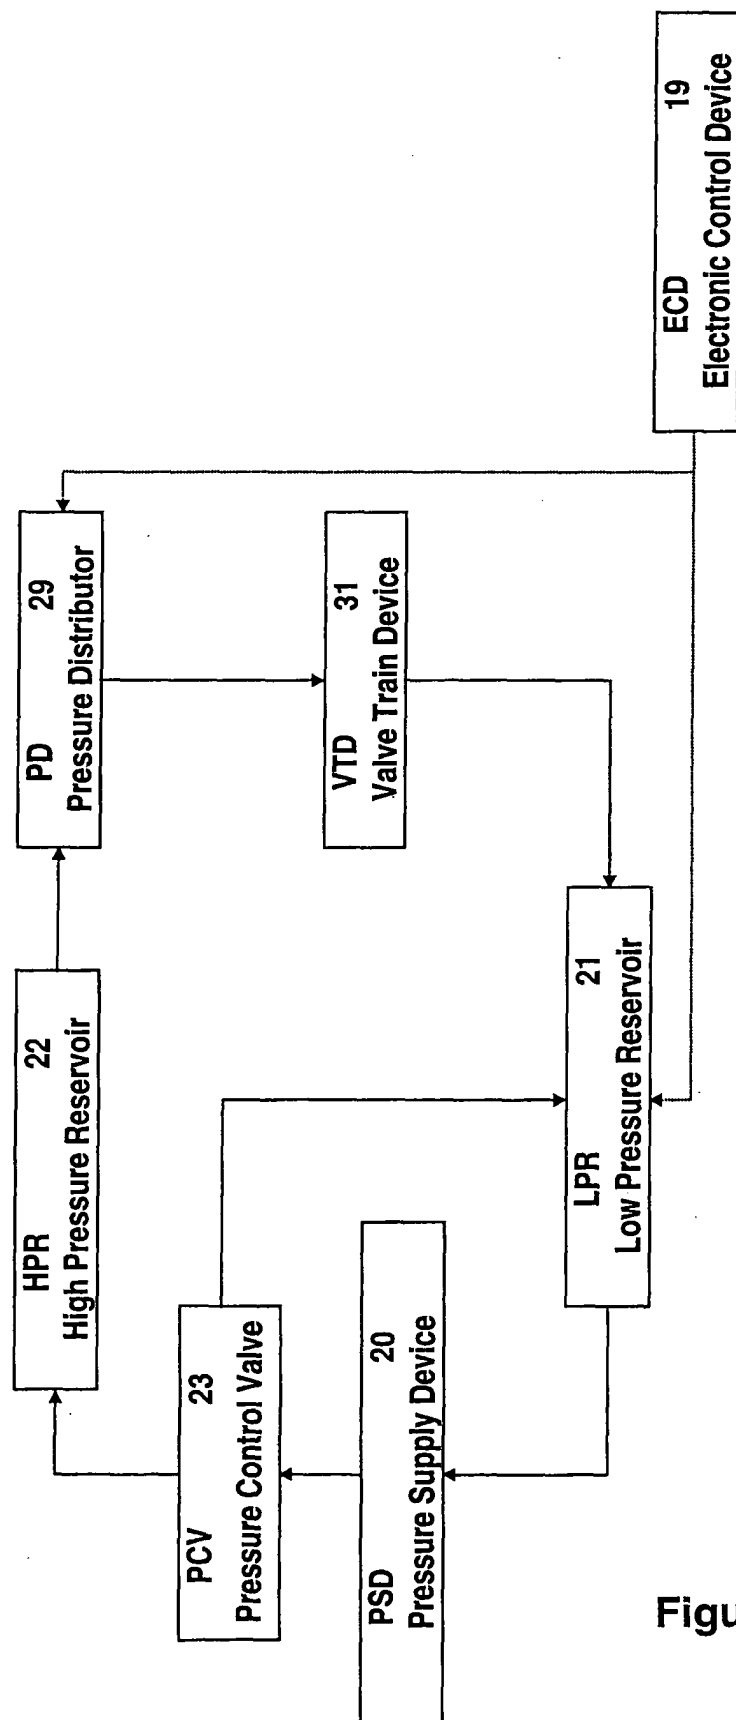 HPR 22
High Pressure Reservoir
PD 29
Pressure Distributor
PCV 23
Pressure Control Valve
VTD 31
Valve Train Device
PSD 20
Pressure Supply Device
LPR 21
Low Pressure Reservoir
ECD 19
Electronic Control Device
Figu